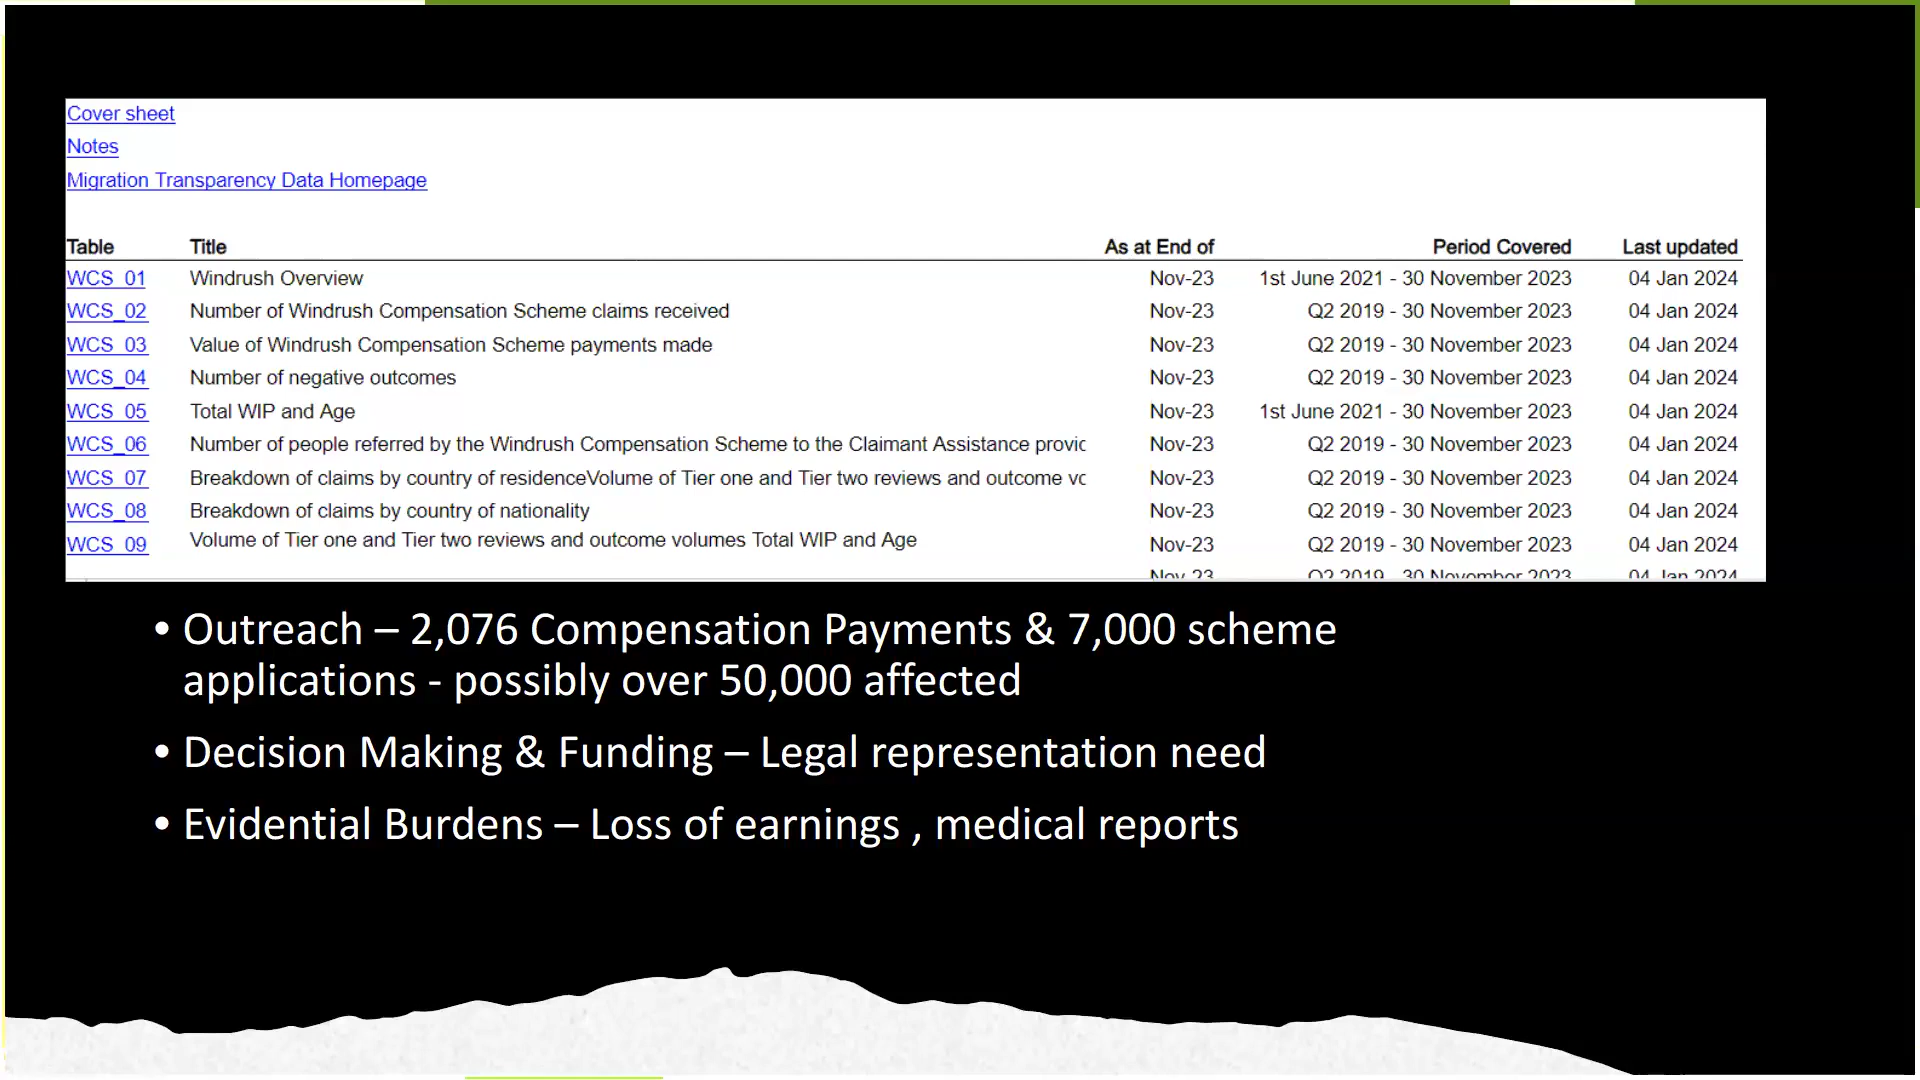 Cover sheet
Notes
Migration Transparency Data Homepage
Table Title As at End of Period Covered Last updated
WCS_01 Windrush Overview Nov-23 1st June 2021 - 30 November 2023 04 Jan 2024
WCS_02 Number of Windrush Compensation Scheme claims received Nov-23 Q2 2019 - 30 November 2023 04 Jan 2024
WCS_03 Value of Windrush Compensation Scheme payments made Nov-23 Q2 2019 - 30 November 2023 04 Jan 2024
WCS_04 Number of negative outcomes Nov-23 Q2 2019 - 30 November 2023 04 Jan 2024
WCS_05 Total WIP and Age Nov-23 1st June 2021 - 30 November 2023 04 Jan 2024
WCS_06 Number of people referred by the Windrush Compensation Scheme to the Claimant Assistance provic Nov-23 Q2 2019 - 30 November 2023 04 Jan 2024
WCS_07 Breakdown of claims by country of residenceVolume of Tier one and Tier two reviews and outcome vc Nov-23 Q2 2019 - 30 November 2023 04 Jan 2024
WCS_08 Breakdown of claims by country of nationality Nov-23 Q2 2019 - 30 November 2023 04 Jan 2024
WCS_09 Volume of Tier one and Tier two reviews and outcome volumes Total WIP and Age Nov-23 Q2 2019 - 30 November 2023 04 Jan 2024
Nov-23 Q2 2019 - 30 November 2023 04 Jan 2024
• Outreach – 2,076 Compensation Payments & 7,000 scheme
applications - possibly over 50,000 affected
• Decision Making & Funding – Legal representation need
• Evidential Burdens – Loss of earnings , medical reports